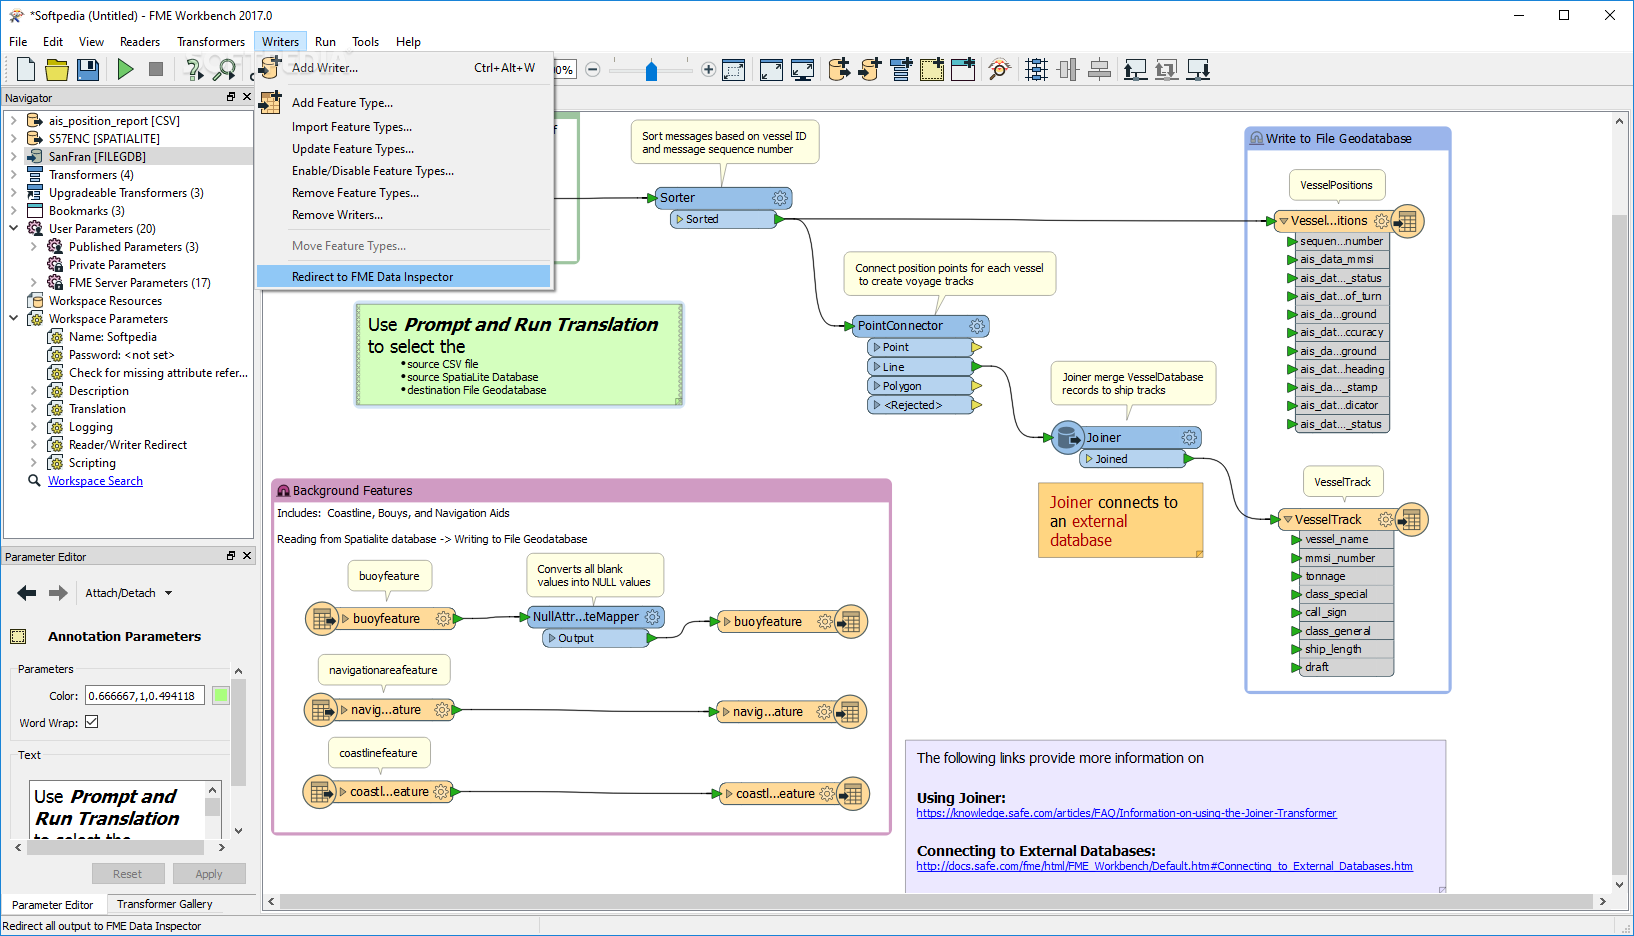 *Softpedia (Untitled) - FME Workbench 2017.0
File Edit View Readers Transformers Writers Run Tools Help
Add Writer... Ctrl+Alt+W
Add Feature Type...
Import Feature Types...
Update Feature Types...
Enable/Disable Feature Types...
Remove Feature Types...
Remove Writers...
Move Feature Types...
Redirect to FME Data Inspector
Navigator
ais_position_report [CSV]
S57ENC [SPATIALITE]
SanFran [FILEGDB]
Transformers (4)
Upgradeable Transformers (3)
Bookmarks (3)
User Parameters (20)
Published Parameters (3)
Private Parameters
FME Server Parameters (17)
Workspace Resources
Workspace Parameters
Name: Softpedia
Password: <not set>
Check for missing attribute refer...
Description
Translation
Logging
Reader/Writer Redirect
Scripting
Workspace Search
Parameter Editor
Attach/Detach
Annotation Parameters
Parameters
Color: 0.666667,1,0.494118
Word Wrap:
Text
Use Prompt and
Run Translation
to select the
Reset Apply
Parameter Editor Transformer Gallery
Redirect all output to FME Data Inspector
Sort messages based on vessel ID
and message sequence number
Sorter
Sorted
Connect position points for each vessel
to create voyage tracks
PointConnector
Point
Line
Polygon
<Rejected>
Use Prompt and Run Translation
to select the
•source CSV file
•source SpatiaLite Database
•destination File Geodatabase
Joiner merge VesselDatabase
records to ship tracks
Joiner
Joined
Joiner connects to
an external
database
Write to File Geodatabase
VesselPositions
Vessel...itions
sequen...number
ais_data_mmsi
ais_dat..._status
ais_dat...of_turn
ais_da...ground
ais_dat...ccuracy
ais_da...ground
ais_dat...heading
ais_da..._stamp
ais_dat...dicator
ais_dat..._status
VesselTrack
VesselTrack
vessel_name
mmsi_number
tonnage
class_special
call_sign
class_general
ship_length
draft
Background Features
Includes: Coastline, Bouys, and Navigation Aids
Reading from Spatialite database -> Writing to File Geodatabase
buoyfeature
Converts all blank
values into NULL values
buoyfeature
NullAttr...teMapper
Output
buoyfeature
navigationareafeature
navig...ature
navig...ature
coastlinefeature
coastl...eature
coastl...eature
The following links provide more information on
Using Joiner:
https://knowledge.safe.com/articles/FAQ/Information-on-using-the-Joiner-Transformer
Connecting to External Databases:
http://docs.safe.com/fme/html/FME_Workbench/Default.htm#Connecting_to_External_Databases.htm